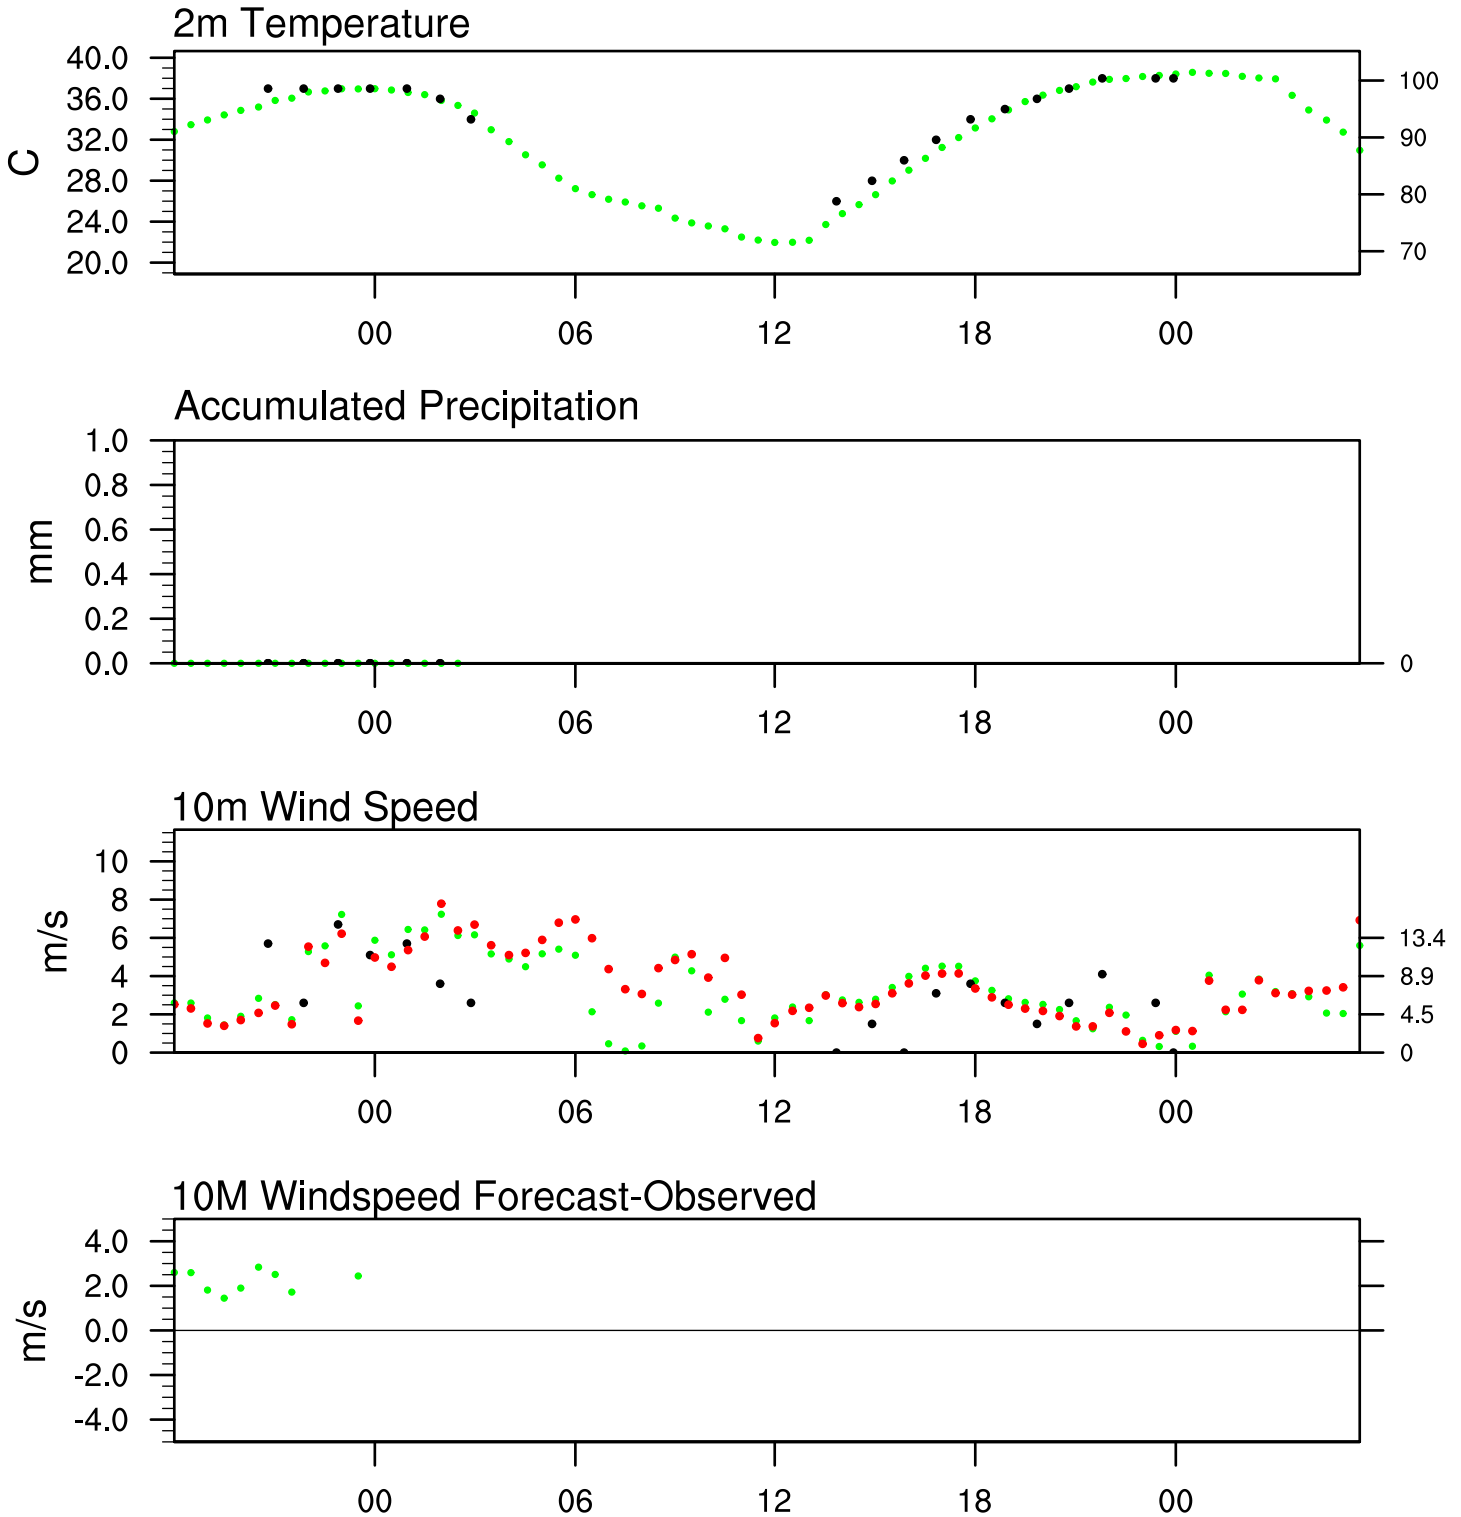 2m Temperature
40.0
36.0
32.0
28.0
24.0
20.0
C
100
90
80
70
00 06 12 18 00
Accumulated Precipitation
1.0
0.8
0.6
0.4
0.2
0.0
mm
0
00 06 12 18 00
10m Wind Speed
10
8
6
4
2
0
m/s
13.4
8.9
4.5
0
00 06 12 18 00
10M Windspeed Forecast-Observed
4.0
2.0
0.0
-2.0
-4.0
m/s
00 06 12 18 00